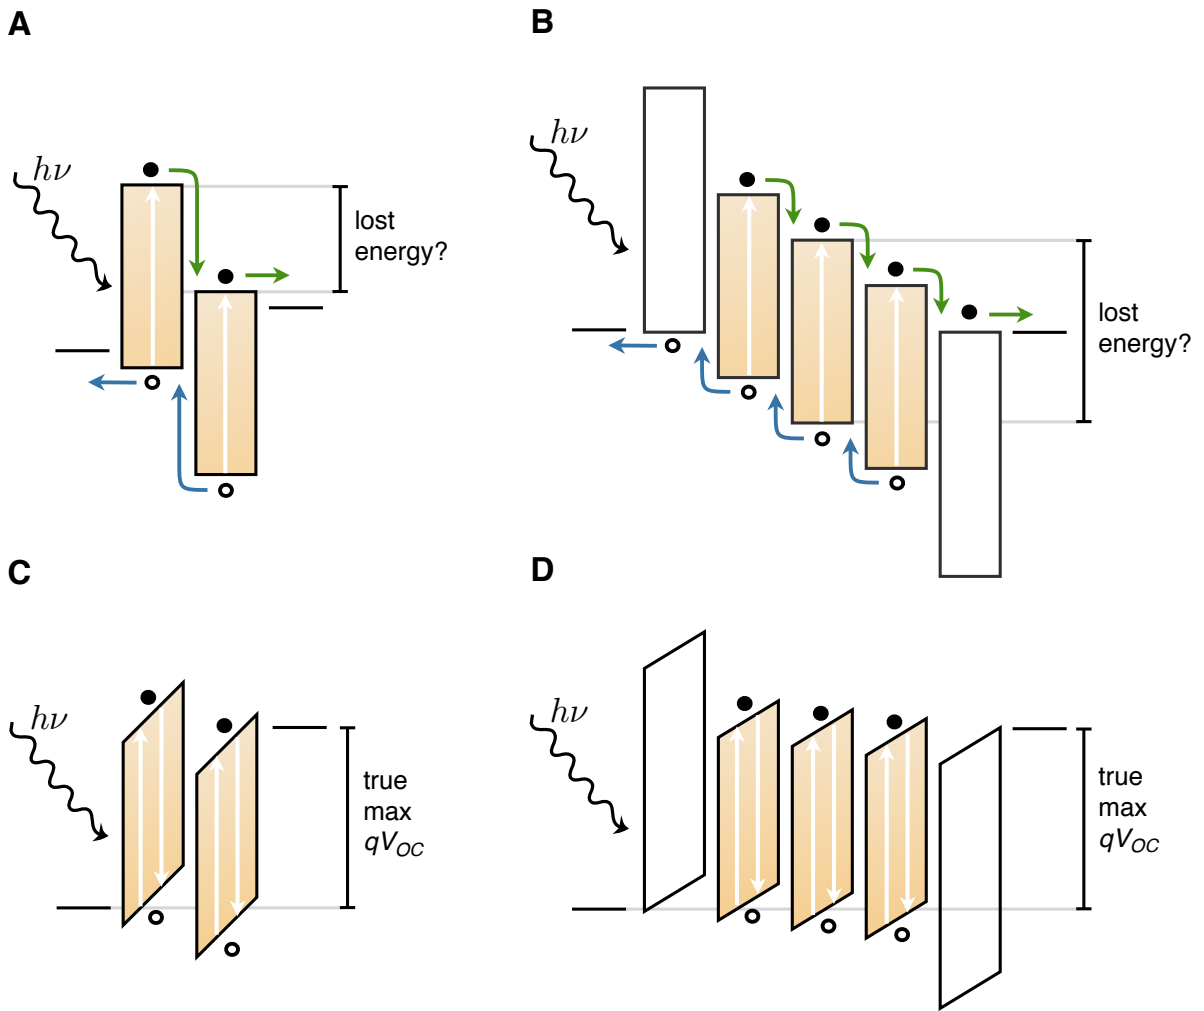 A
hν
lost
energy?
B
hν
lost
energy?
C
hν
true
max
qVOC
D
hν
true
max
qVOC